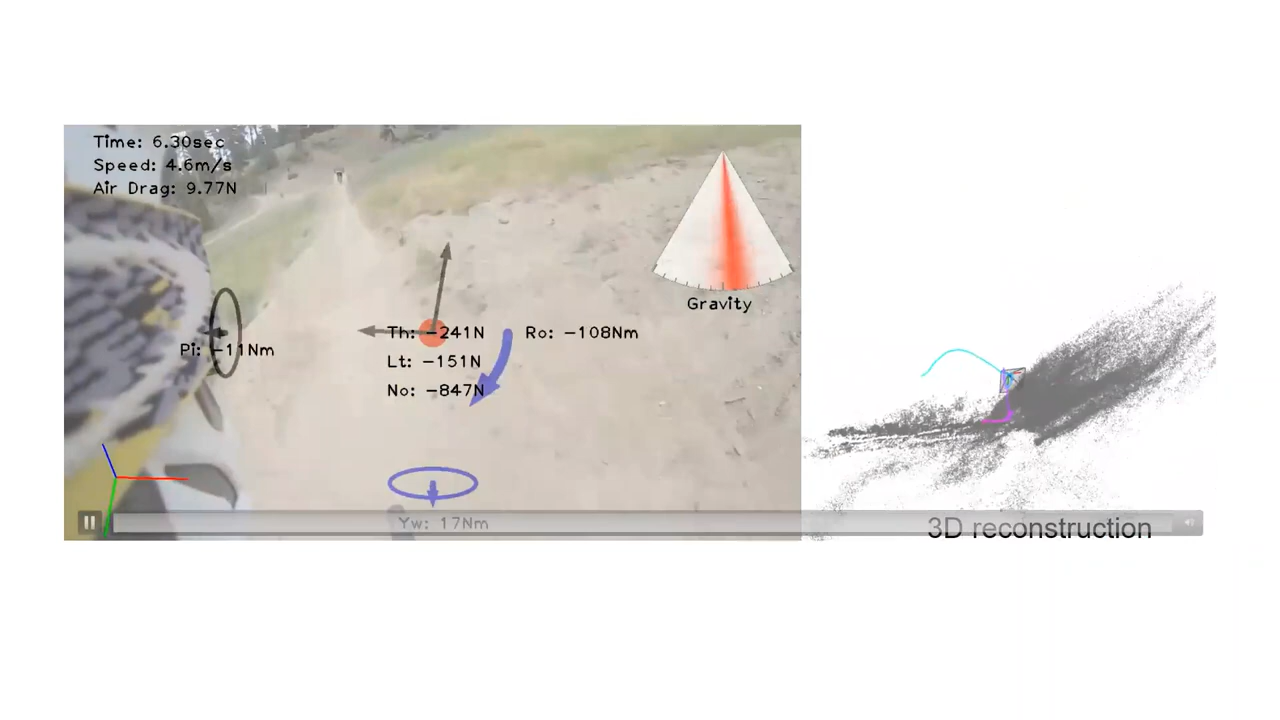 Time: 6.30sec
Speed: 4.6m/s
Air Drag: 9.77N
Gravity
Th: -241N
Ro: -108Nm
Pi: -11Nm
Lt: -151N
No: -847N
Yw: 17Nm
3D reconstruction